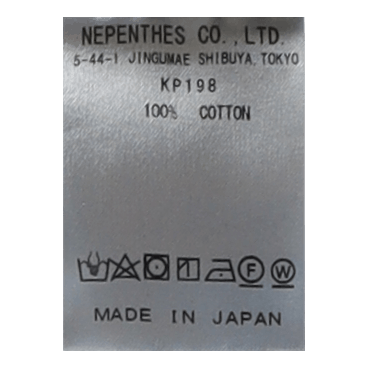 NEPENTHES CO.,LTD.
5-44-1 JINGUMAE SHIBUYA, TOKYO
KP198
100% COTTON
F W
MADE IN JAPAN